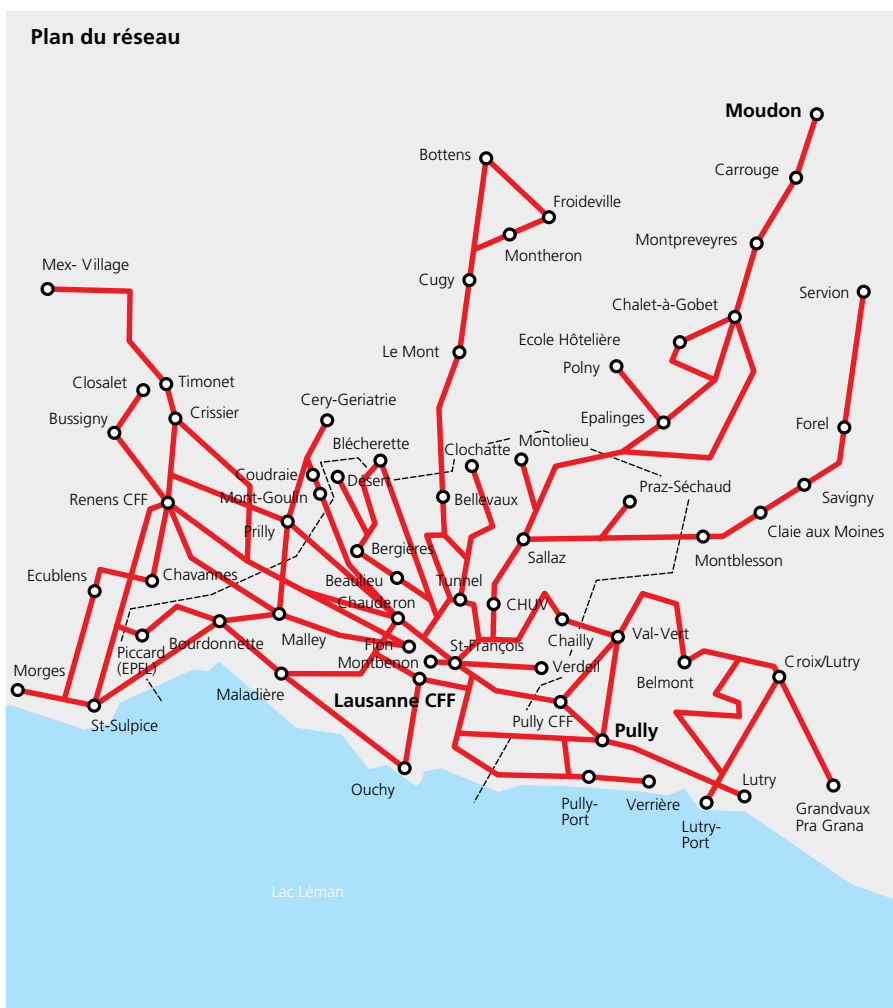 Plan du réseau
Moudon
Bottens
Carrouge
Froideville
Montpreveyres
Montheron
Mex- Village
Cugy
Servion
Chalet-à-Gobet
Ecole Hôtelière
Le Mont
Polny
Closalet
Timonet
Cery-Geriatrie
Bussigny
Crissier
Epalinges
Forel
Blécherette
Clochatte
Montolieu
Coudraie
Désert
Praz-Séchaud
Renens CFF
Mont-Goulin
Bellevaux
Savigny
Prilly
Claie aux Moines
Bergières
Sallaz
Montblesson
Ecublens
Chavannes
Beaulieu
Tunnel
Chauderon
CHUV
Piccard
(EPFL)
Bourdonnette
Malley
Flon
St-François
Chailly
Val-Vert
Montbenon
Verdeil
Croix/Lutry
Morges
Maladière
Lausanne CFF
Belmont
St-Sulpice
Pully CFF
Pully
Ouchy
Lutry
Pully-
Port
Verrière
Lutry-
Port
Grandvaux
Pra Grana
Lac Léman